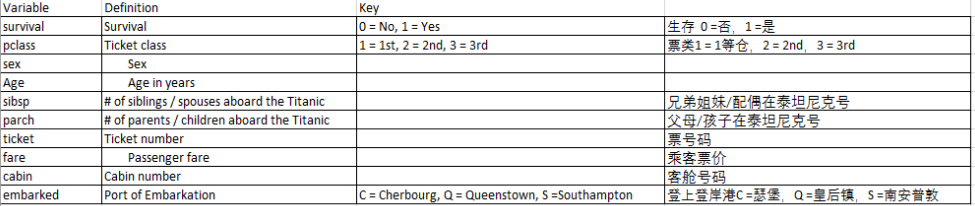 Variable Definition Key
survival Survival 0 = No, 1 = Yes 生存 0 =否，1 =是
pclass Ticket class 1 = 1st, 2 = 2nd, 3 = 3rd 票类1 = 1等仓，2 = 2nd，3 = 3rd
sex Sex
Age Age in years
sibsp # of siblings / spouses aboard the Titanic 兄弟姐妹/配偶在泰坦尼克号
parch # of parents / children aboard the Titanic 父母/孩子在泰坦尼克号
ticket Ticket number 票号码
fare Passenger fare 乘客票价
cabin Cabin number 客舱号码
embarked Port of Embarkation C = Cherbourg, Q = Queenstown, S =Southampton 登上登岸港C =瑟堡，Q =皇后镇，S =南安普敦